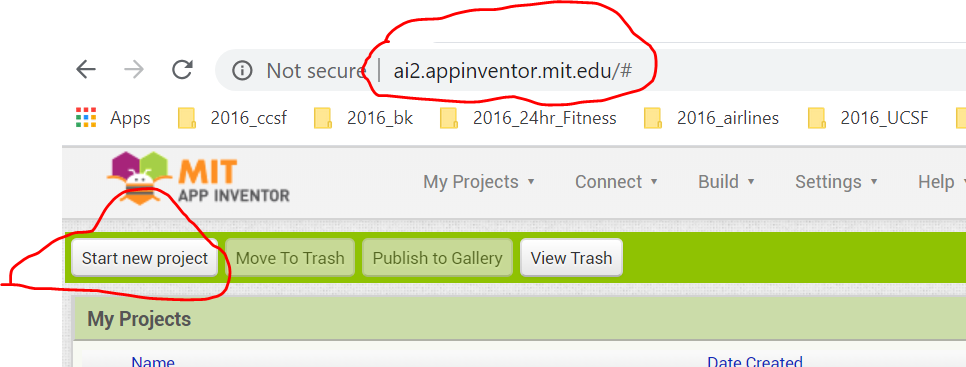 Not secure | ai2.appinventor.mit.edu/#
Apps 2016_ccsf 2016_bk 2016_24hr_Fitness 2016_airlines 2016_UCSF
MIT
APP INVENTOR
My Projects Connect Build Settings Help
Start new project Move To Trash Publish to Gallery View Trash
My Projects
Name Date Created